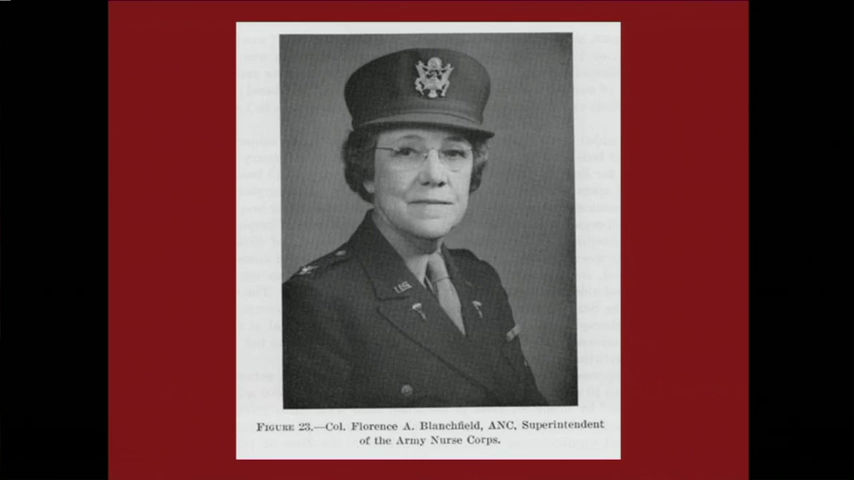 FIGURE 23.—Col. Florence A. Blanchfield, ANC, Superintendent
of the Army Nurse Corps.